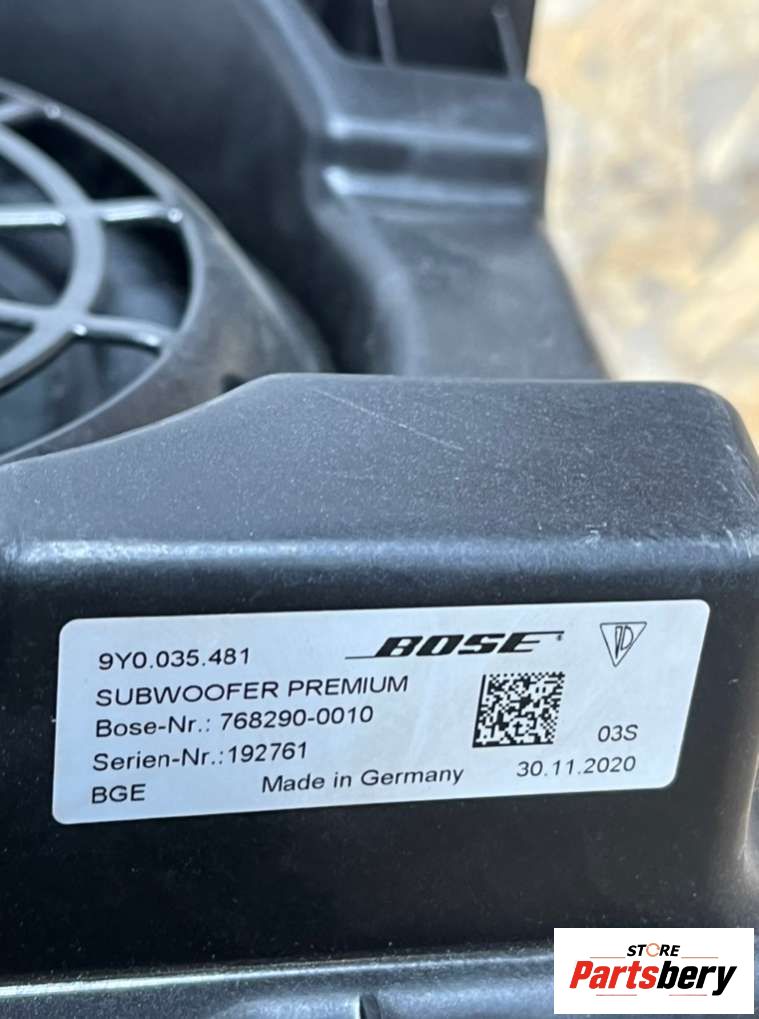 9Y0.035.481
BOSE
SUBWOOFER PREMIUM
Bose-Nr.: 768290-0010
Serien-Nr.:192761
03S
BGE
Made in Germany
30.11.2020
STORE
Partsbery